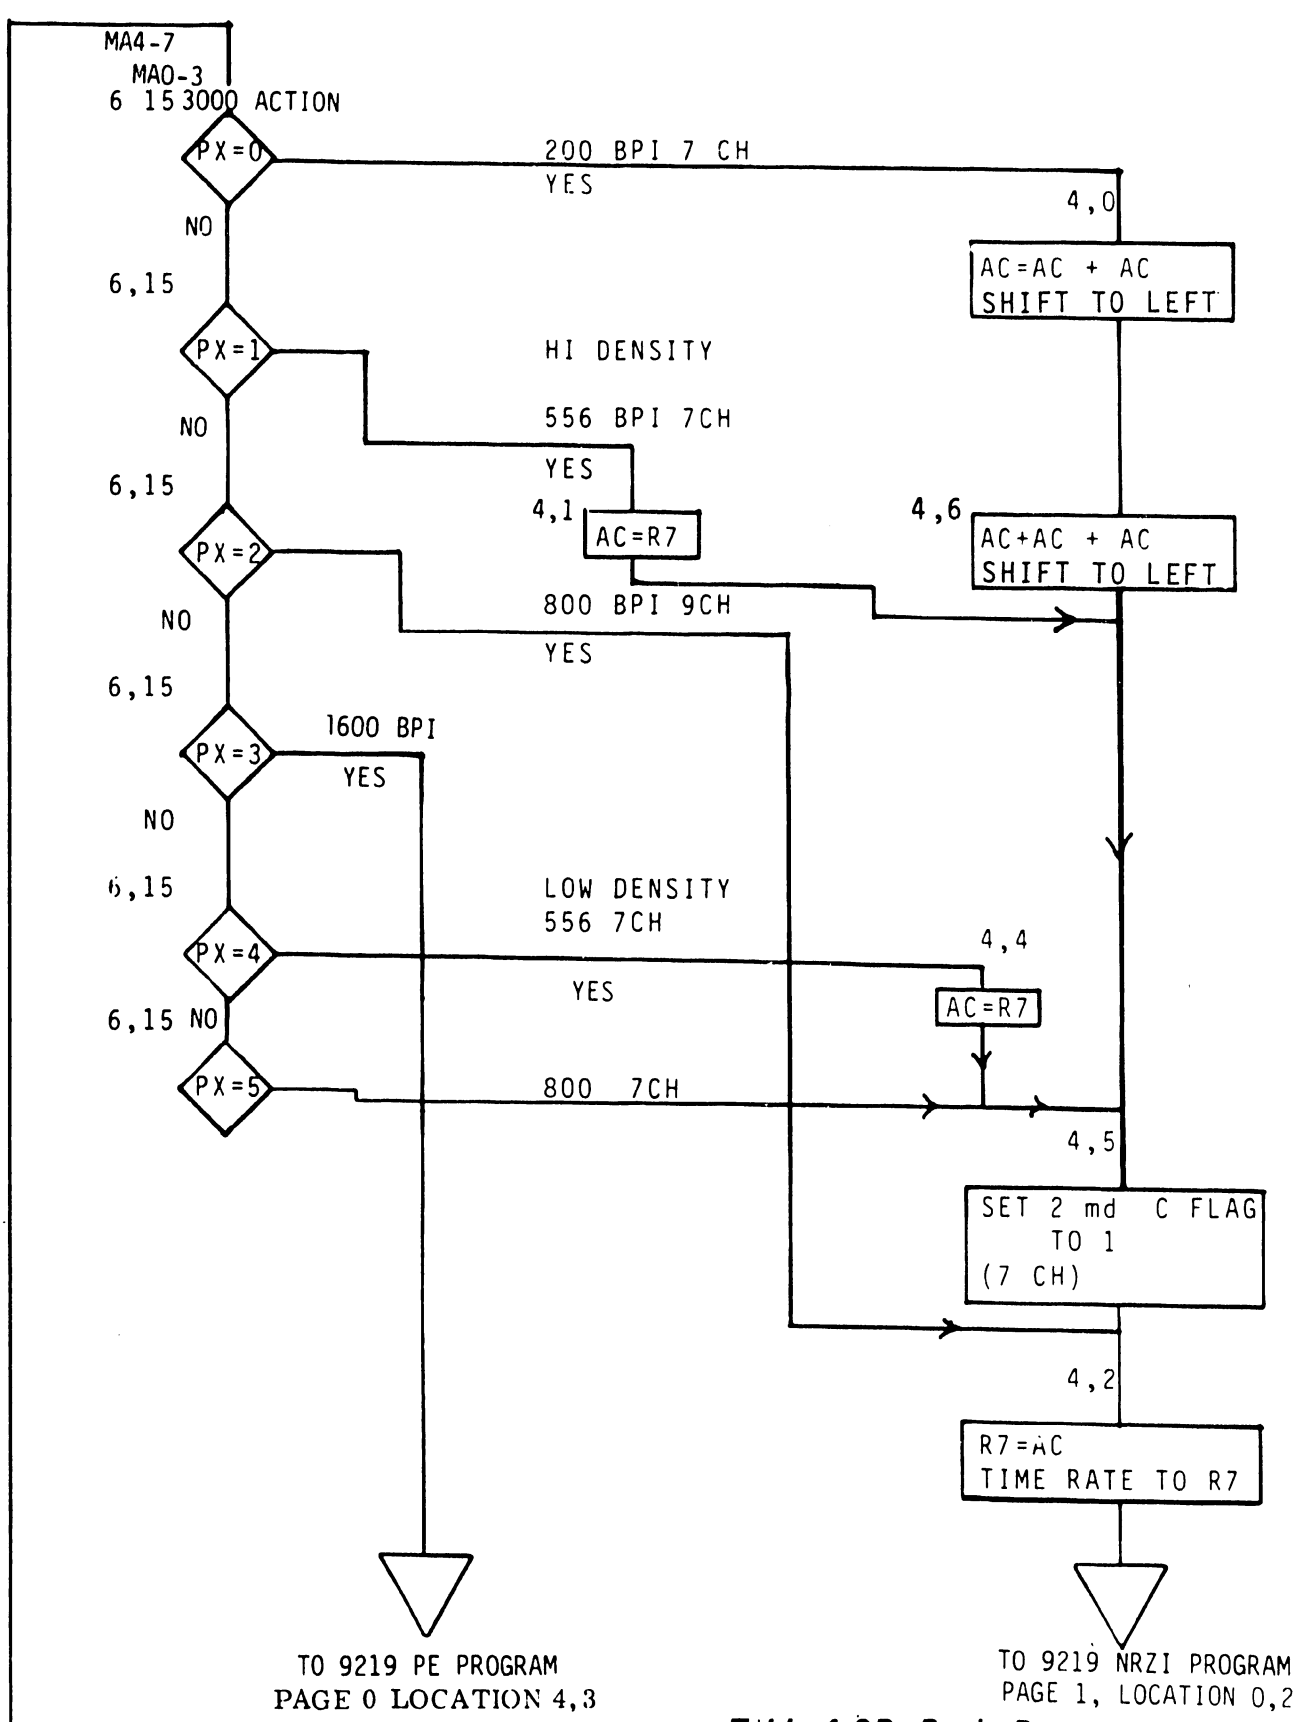 MA4-7
MA0-3
6 15 3000 ACTION
PX=0
200 BPI 7 CH
YES
4,0
NO
AC=AC + AC
SHIFT TO LEFT
6,15
PX=1
HI DENSITY
NO
556 BPI 7CH
YES
6,15
4,1
AC=R7
4,6
AC+AC + AC
SHIFT TO LEFT
PX=2
800 BPI 9CH
NO
YES
6,15
1600 BPI
PX=3
YES
NO
6,15
LOW DENSITY
556 7CH
4,4
PX=4
YES
AC=R7
6,15 NO
PX=5
800 7CH
4,5
SET 2 md C FLAG
TO 1
(7 CH)
4,2
R7=AC
TIME RATE TO R7
TO 9219 PE PROGRAM
PAGE 0 LOCATION 4,3
TO 9219 NRZI PROGRAM
PAGE 1, LOCATION 0,2